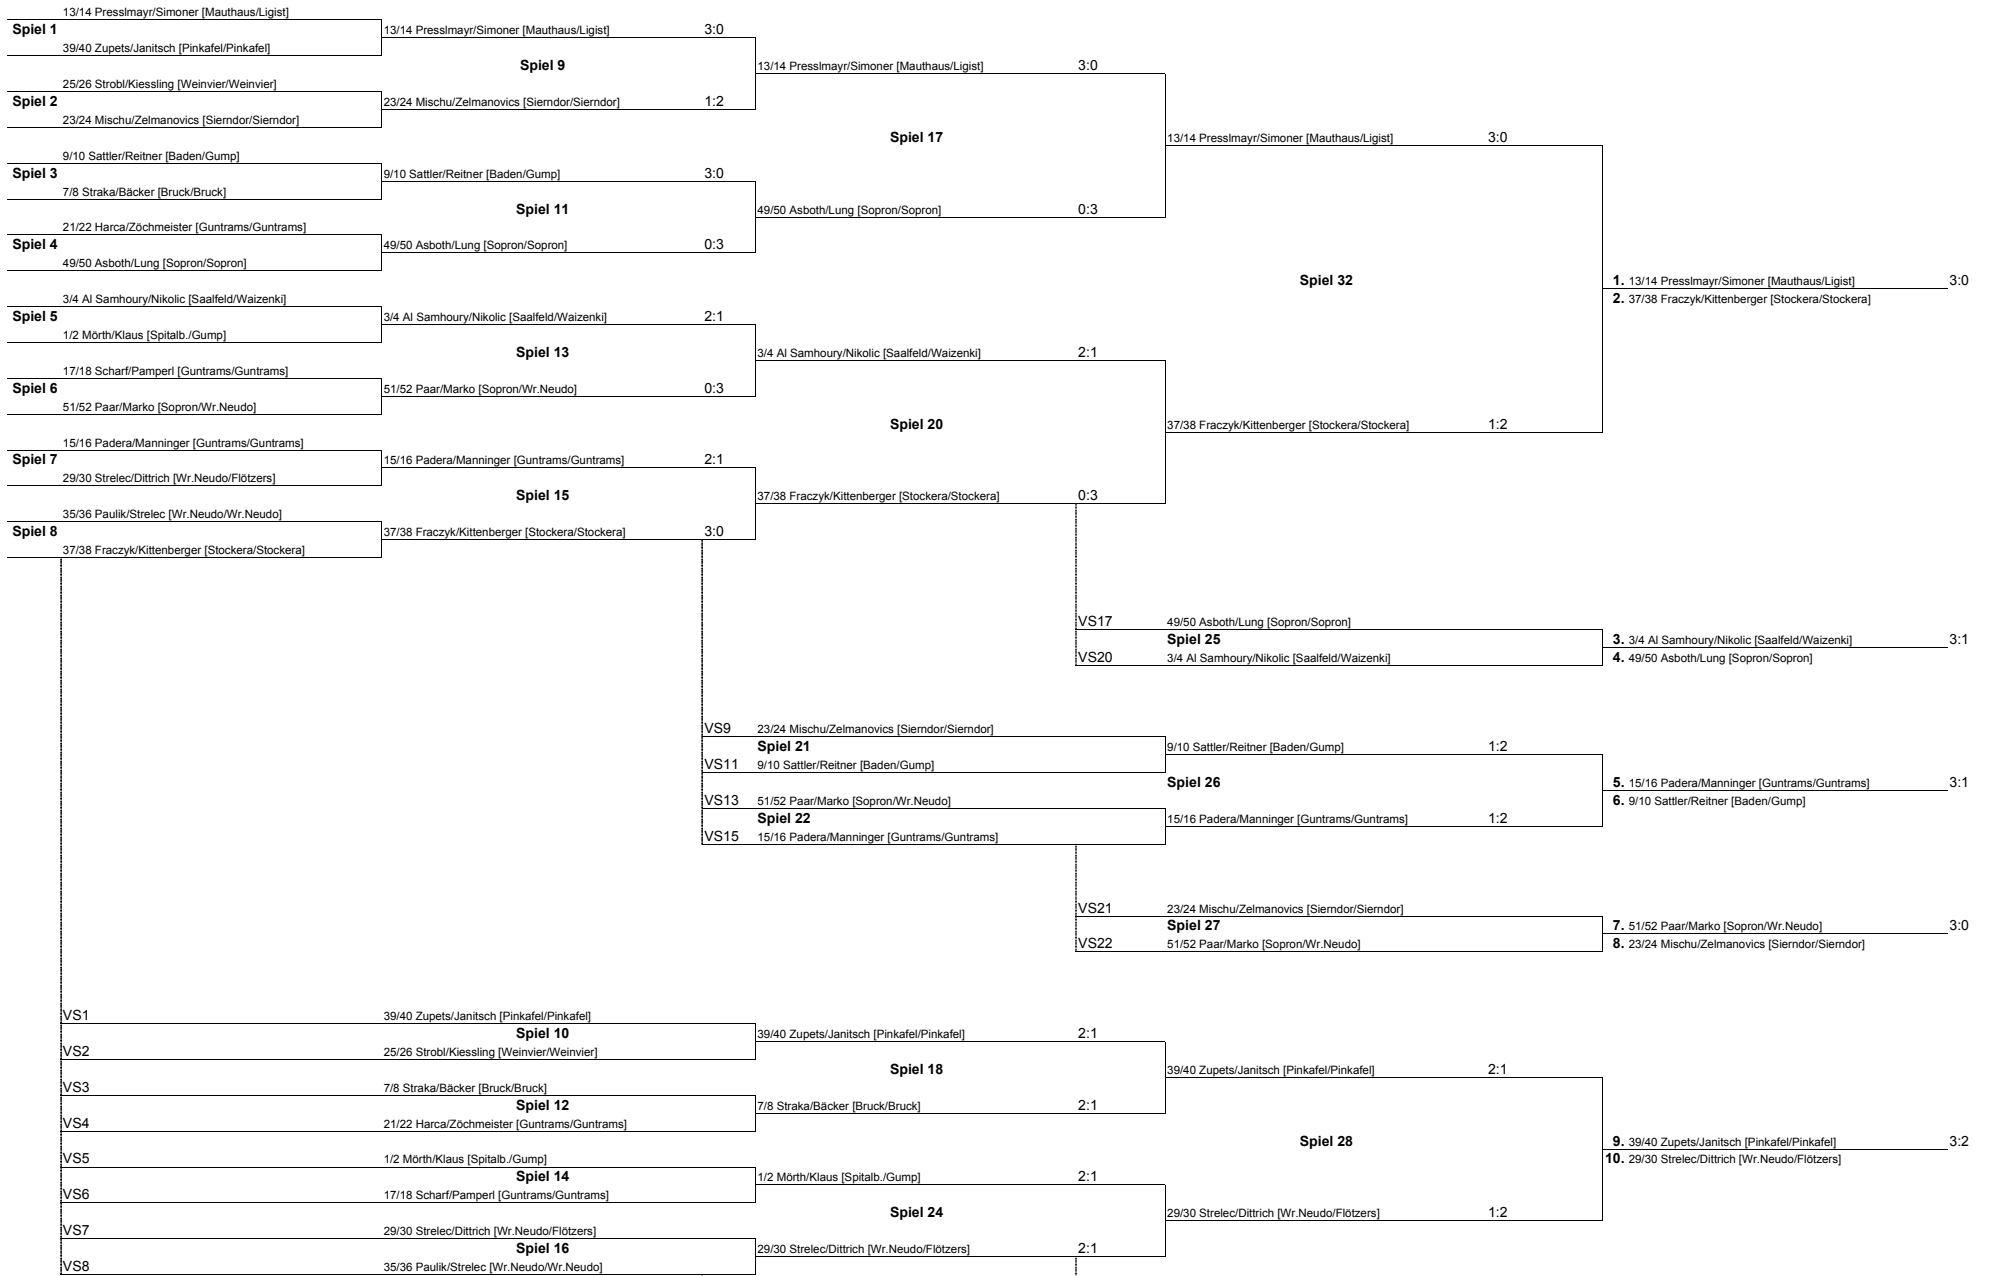 13/14 Presslmayr/Simoner [Mauthaus/Ligist]
Spiel 1
13/14 Presslmayr/Simoner [Mauthaus/Ligist] 3:0
39/40 Zupets/Janitsch [Pinkafel/Pinkafel]
Spiel 9
13/14 Presslmayr/Simoner [Mauthaus/Ligist] 3:0
25/26 Strobl/Kiessling [Weinvier/Weinvier]
Spiel 2
23/24 Mischu/Zelmanovics [Sierndor/Sierndor] 1:2
23/24 Mischu/Zelmanovics [Sierndor/Sierndor]
Spiel 17
13/14 Presslmayr/Simoner [Mauthaus/Ligist] 3:0
9/10 Sattler/Reitner [Baden/Gump]
Spiel 3
9/10 Sattler/Reitner [Baden/Gump] 3:0
7/8 Straka/Bäcker [Bruck/Bruck]
Spiel 11
49/50 Asboth/Lung [Sopron/Sopron] 0:3
21/22 Harca/Zöchmeister [Guntrams/Guntrams]
Spiel 4
49/50 Asboth/Lung [Sopron/Sopron] 0:3
49/50 Asboth/Lung [Sopron/Sopron]
Spiel 32
1. 13/14 Presslmayr/Simoner [Mauthaus/Ligist] 3:0
2. 37/38 Fraczyk/Kittenberger [Stockera/Stockera]
3/4 Al Samhoury/Nikolic [Saalfeld/Waizenki]
Spiel 5
3/4 Al Samhoury/Nikolic [Saalfeld/Waizenki] 2:1
1/2 Mörth/Klaus [Spitalb./Gump]
Spiel 13
3/4 Al Samhoury/Nikolic [Saalfeld/Waizenki] 2:1
17/18 Scharf/Pamperl [Guntrams/Guntrams]
Spiel 6
51/52 Paar/Marko [Sopron/Wr.Neudo] 0:3
51/52 Paar/Marko [Sopron/Wr.Neudo]
Spiel 20
37/38 Fraczyk/Kittenberger [Stockera/Stockera] 1:2
15/16 Padera/Manninger [Guntrams/Guntrams]
Spiel 7
15/16 Padera/Manninger [Guntrams/Guntrams] 2:1
29/30 Strelec/Dittrich [Wr.Neudo/Flötzers]
Spiel 15
37/38 Fraczyk/Kittenberger [Stockera/Stockera] 0:3
35/36 Paulik/Strelec [Wr.Neudo/Wr.Neudo]
Spiel 8
37/38 Fraczyk/Kittenberger [Stockera/Stockera] 3:0
37/38 Fraczyk/Kittenberger [Stockera/Stockera]
VS17 49/50 Asboth/Lung [Sopron/Sopron]
Spiel 25
3. 3/4 Al Samhoury/Nikolic [Saalfeld/Waizenki] 3:1
VS20 3/4 Al Samhoury/Nikolic [Saalfeld/Waizenki]
4. 49/50 Asboth/Lung [Sopron/Sopron]
VS9 23/24 Mischu/Zelmanovics [Sierndor/Sierndor]
Spiel 21
9/10 Sattler/Reitner [Baden/Gump] 1:2
VS11 9/10 Sattler/Reitner [Baden/Gump]
Spiel 26
5. 15/16 Padera/Manninger [Guntrams/Guntrams] 3:1
VS13 51/52 Paar/Marko [Sopron/Wr.Neudo]
6. 9/10 Sattler/Reitner [Baden/Gump]
Spiel 22
15/16 Padera/Manninger [Guntrams/Guntrams] 1:2
VS15 15/16 Padera/Manninger [Guntrams/Guntrams]
VS21 23/24 Mischu/Zelmanovics [Sierndor/Sierndor]
Spiel 27
7. 51/52 Paar/Marko [Sopron/Wr.Neudo] 3:0
VS22 51/52 Paar/Marko [Sopron/Wr.Neudo]
8. 23/24 Mischu/Zelmanovics [Sierndor/Sierndor]
VS1 39/40 Zupets/Janitsch [Pinkafel/Pinkafel]
Spiel 10
39/40 Zupets/Janitsch [Pinkafel/Pinkafel] 2:1
VS2 25/26 Strobl/Kiessling [Weinvier/Weinvier]
Spiel 18
39/40 Zupets/Janitsch [Pinkafel/Pinkafel] 2:1
VS3 7/8 Straka/Bäcker [Bruck/Bruck]
Spiel 12
7/8 Straka/Bäcker [Bruck/Bruck] 2:1
VS4 21/22 Harca/Zöchmeister [Guntrams/Guntrams]
Spiel 28
9. 39/40 Zupets/Janitsch [Pinkafel/Pinkafel] 3:2
VS5 1/2 Mörth/Klaus [Spitalb./Gump]
10. 29/30 Strelec/Dittrich [Wr.Neudo/Flötzers]
Spiel 14
1/2 Mörth/Klaus [Spitalb./Gump] 2:1
VS6 17/18 Scharf/Pamperl [Guntrams/Guntrams]
Spiel 24
29/30 Strelec/Dittrich [Wr.Neudo/Flötzers] 1:2
VS7 29/30 Strelec/Dittrich [Wr.Neudo/Flötzers]
Spiel 16
29/30 Strelec/Dittrich [Wr.Neudo/Flötzers] 2:1
VS8 35/36 Paulik/Strelec [Wr.Neudo/Wr.Neudo]